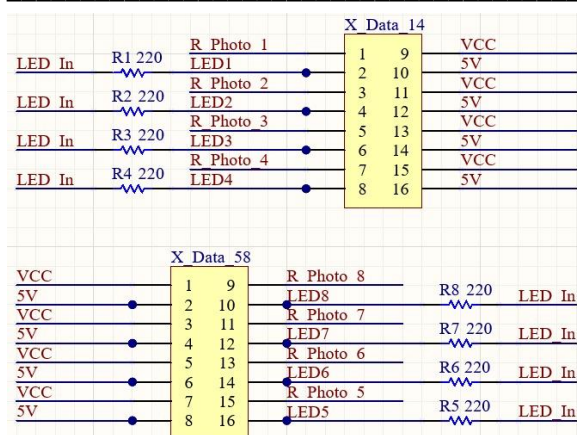 X_Data_14
R_Photo_1 1 9 VCC
LED_In R1 220 LED1 2 10 5V
R_Photo_2 3 11 VCC
LED_In R2 220 LED2 4 12 5V
R_Photo_3 5 13 VCC
LED_In R3 220 LED3 6 14 5V
R_Photo_4 7 15 VCC
LED_In R4 220 LED4 8 16 5V
X_Data_58
VCC 1 9 R_Photo_8
5V 2 10 LED8 R8 220 LED_In
VCC 3 11 R_Photo_7
5V 4 12 LED7 R7 220 LED_In
VCC 5 13 R_Photo_6
5V 6 14 LED6 R6 220 LED_In
VCC 7 15 R_Photo_5
5V 8 16 LED5 R5 220 LED_In